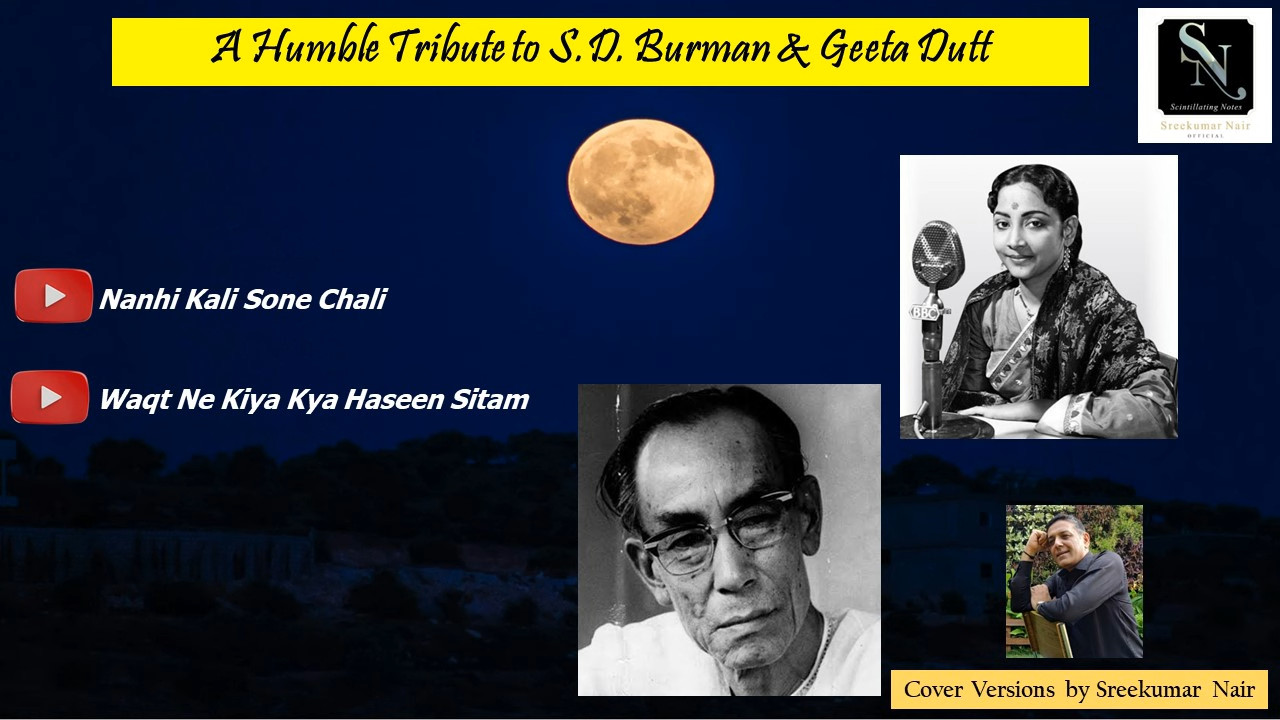 A Humble Tribute to S.D. Burman & Geeta Dutt
SN
Scintillating Notes
Sreekumar Nair
OFFICIAL
BBC
Nanhi Kali Sone Chali
Waqt Ne Kiya Kya Haseen Sitam
Cover Versions by Sreekumar Nair